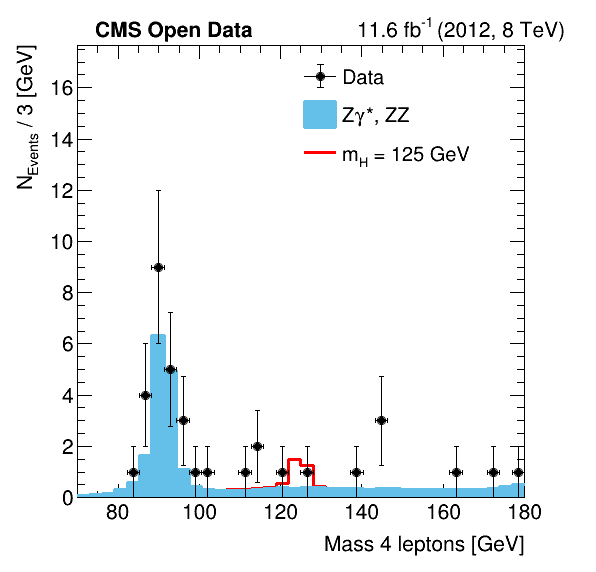 CMS Open Data
11.6 fb⁻¹ (2012, 8 TeV)
N_Events / 3 [GeV]
Data
Zγ*, ZZ
m_H = 125 GeV
16
14
12
10
8
6
4
2
0
80 100 120 140 160 180
Mass 4 leptons [GeV]